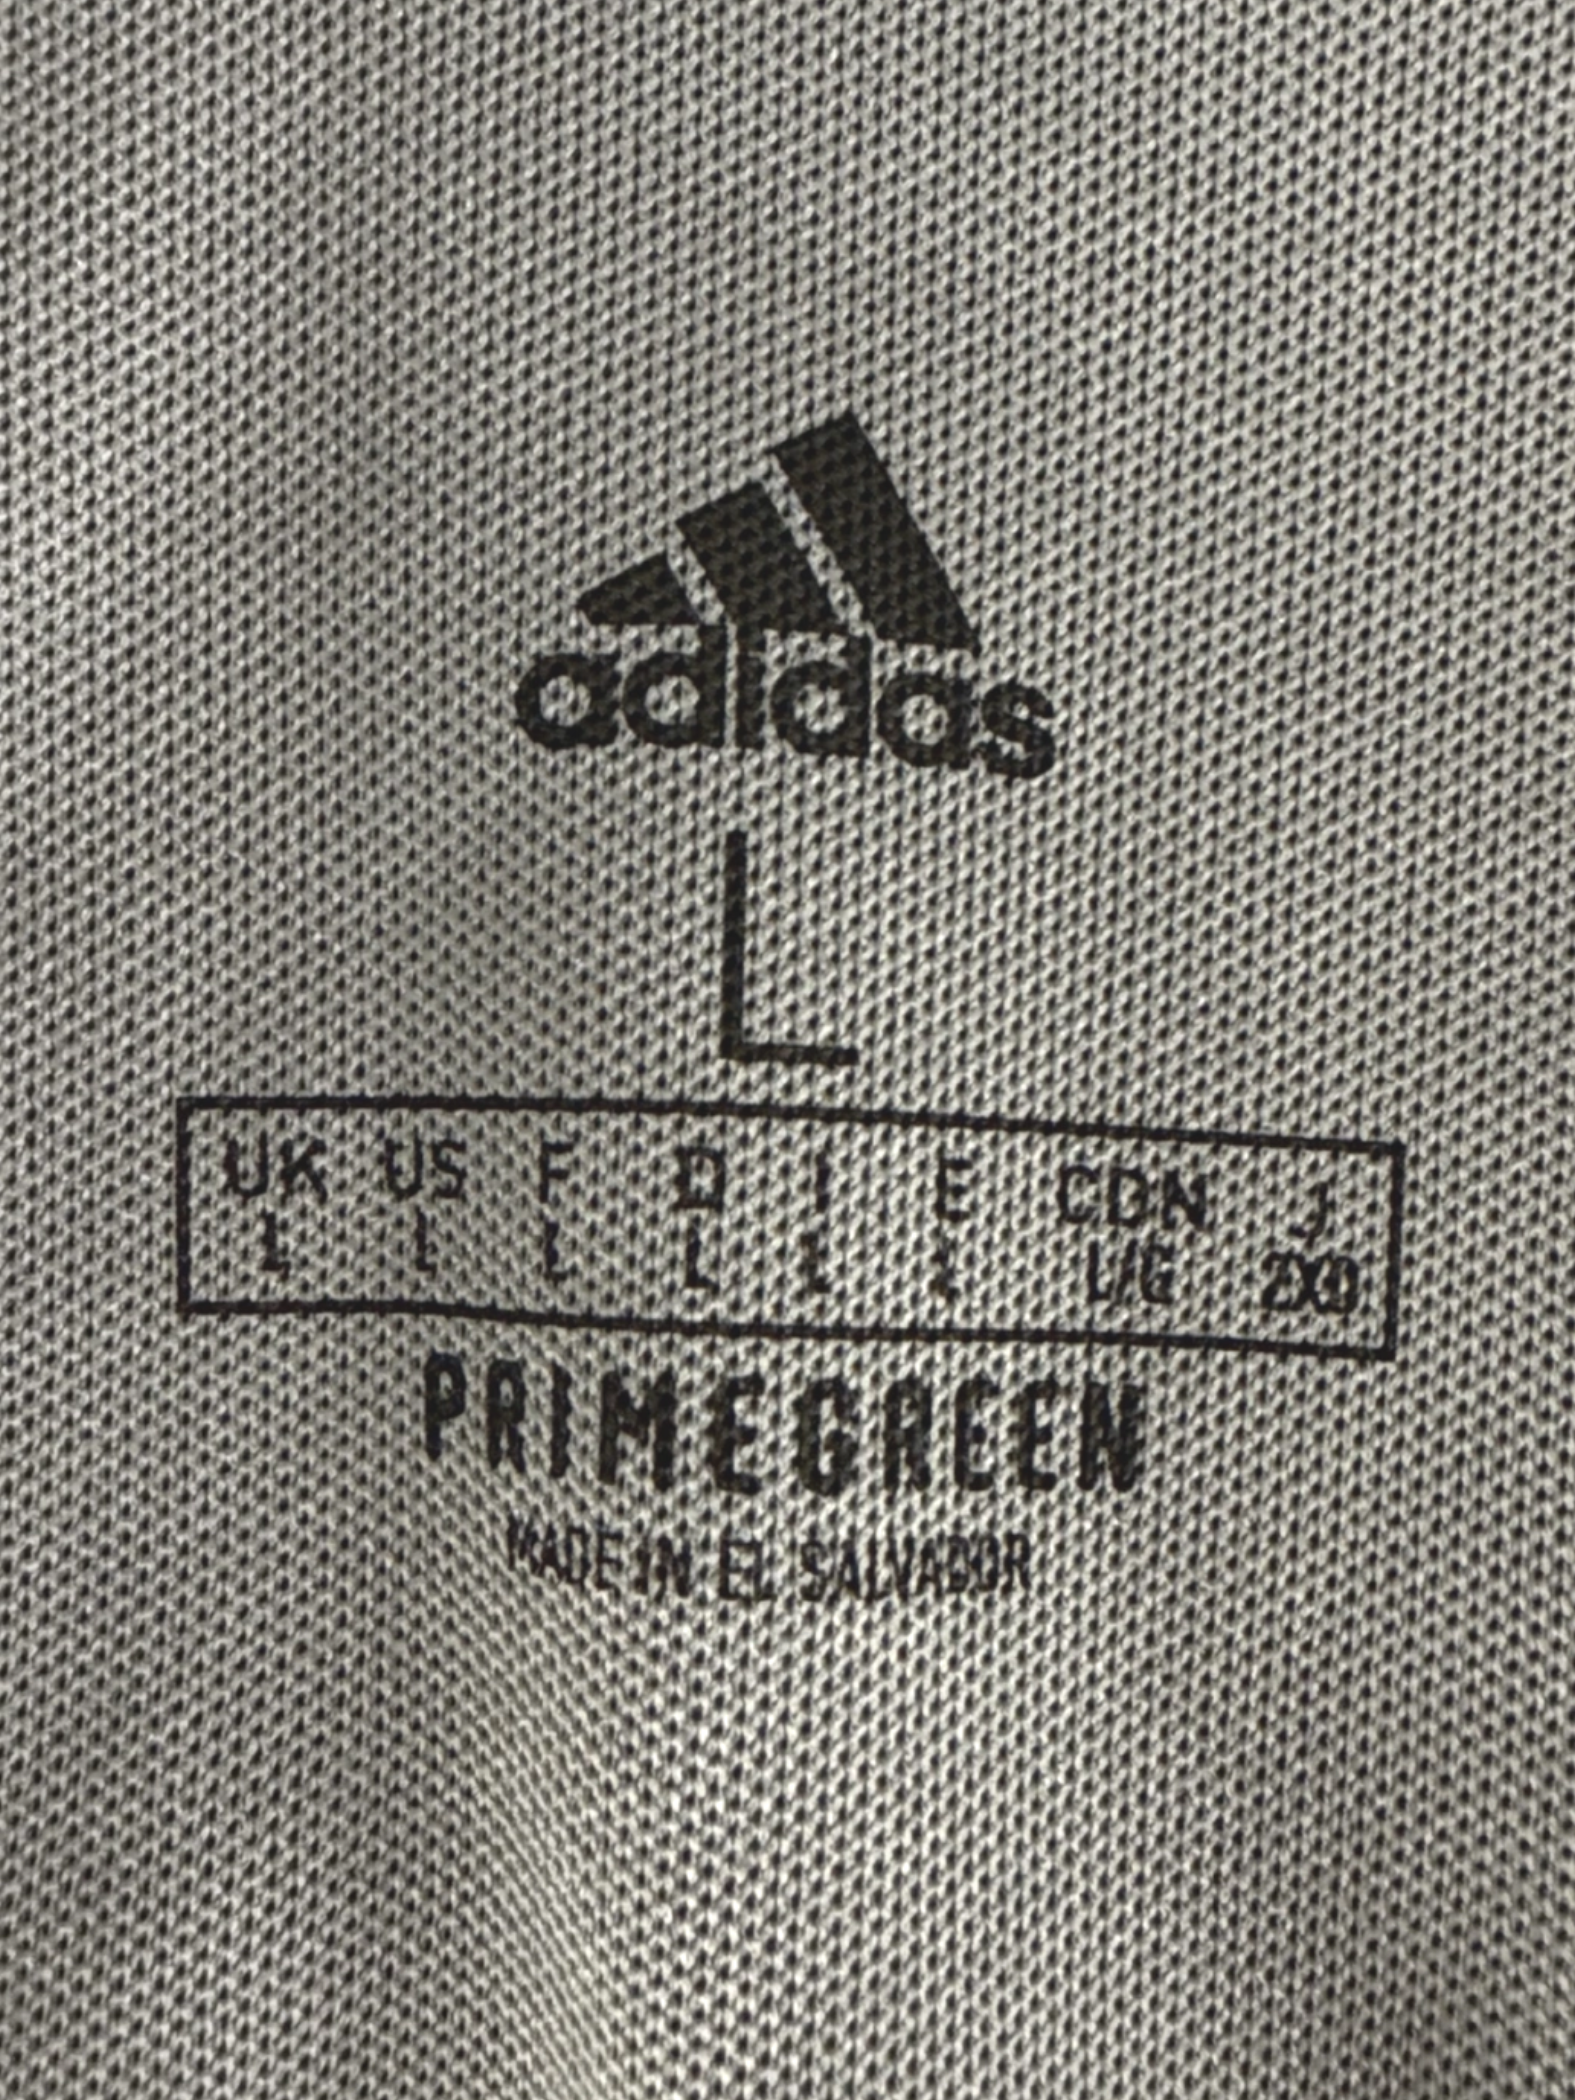 adidas
L
UK US F D I E CDN J
L L L L L L L/G 2XO
PRIMEGREEN
MADE IN EL SALVADOR